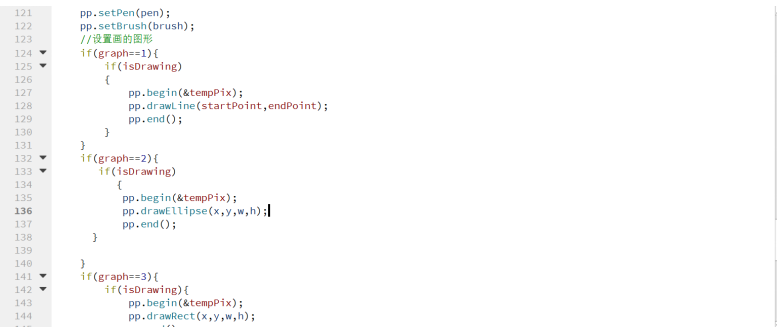 121 pp.setPen(pen);
122 pp.setBrush(brush);
123 //设置画的图形
124 if(graph==1){
125 if(isDrawing)
126 {
127 pp.begin(&tempPix);
128 pp.drawLine(startPoint,endPoint);
129 pp.end();
130 }
131 }
132 if(graph==2){
133 if(isDrawing)
134 {
135 pp.begin(&tempPix);
136 pp.drawEllipse(x,y,w,h);
137 pp.end();
138 }
139
140 }
141 if(graph==3){
142 if(isDrawing){
143 pp.begin(&tempPix);
144 pp.drawRect(x,y,w,h);